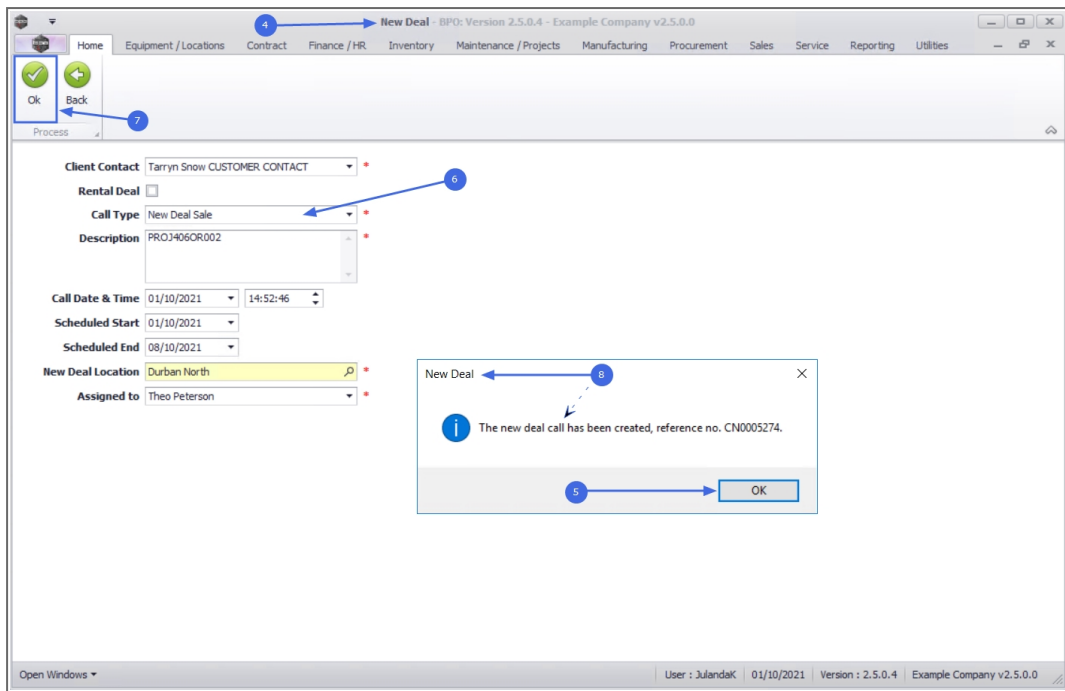 New Deal - BPO: Version 2.5.0.4 - Example Company v2.5.0.0
4
Home Equipment / Locations Contract Finance / HR Inventory Maintenance / Projects Manufacturing Procurement Sales Service Reporting Utilities
Ok Back
7
Process
Client Contact Tarryn Snow CUSTOMER CONTACT *
6
Rental Deal
Call Type New Deal Sale *
Description PROJ406OR002 *
Call Date & Time 01/10/2021 14:52:46
Scheduled Start 01/10/2021
Scheduled End 08/10/2021
New Deal Location Durban North *
Assigned to Theo Peterson *
New Deal 8
The new deal call has been created, reference no. CN0005274.
5 OK
Open Windows User : JulandaK 01/10/2021 Version : 2.5.0.4 Example Company v2.5.0.0